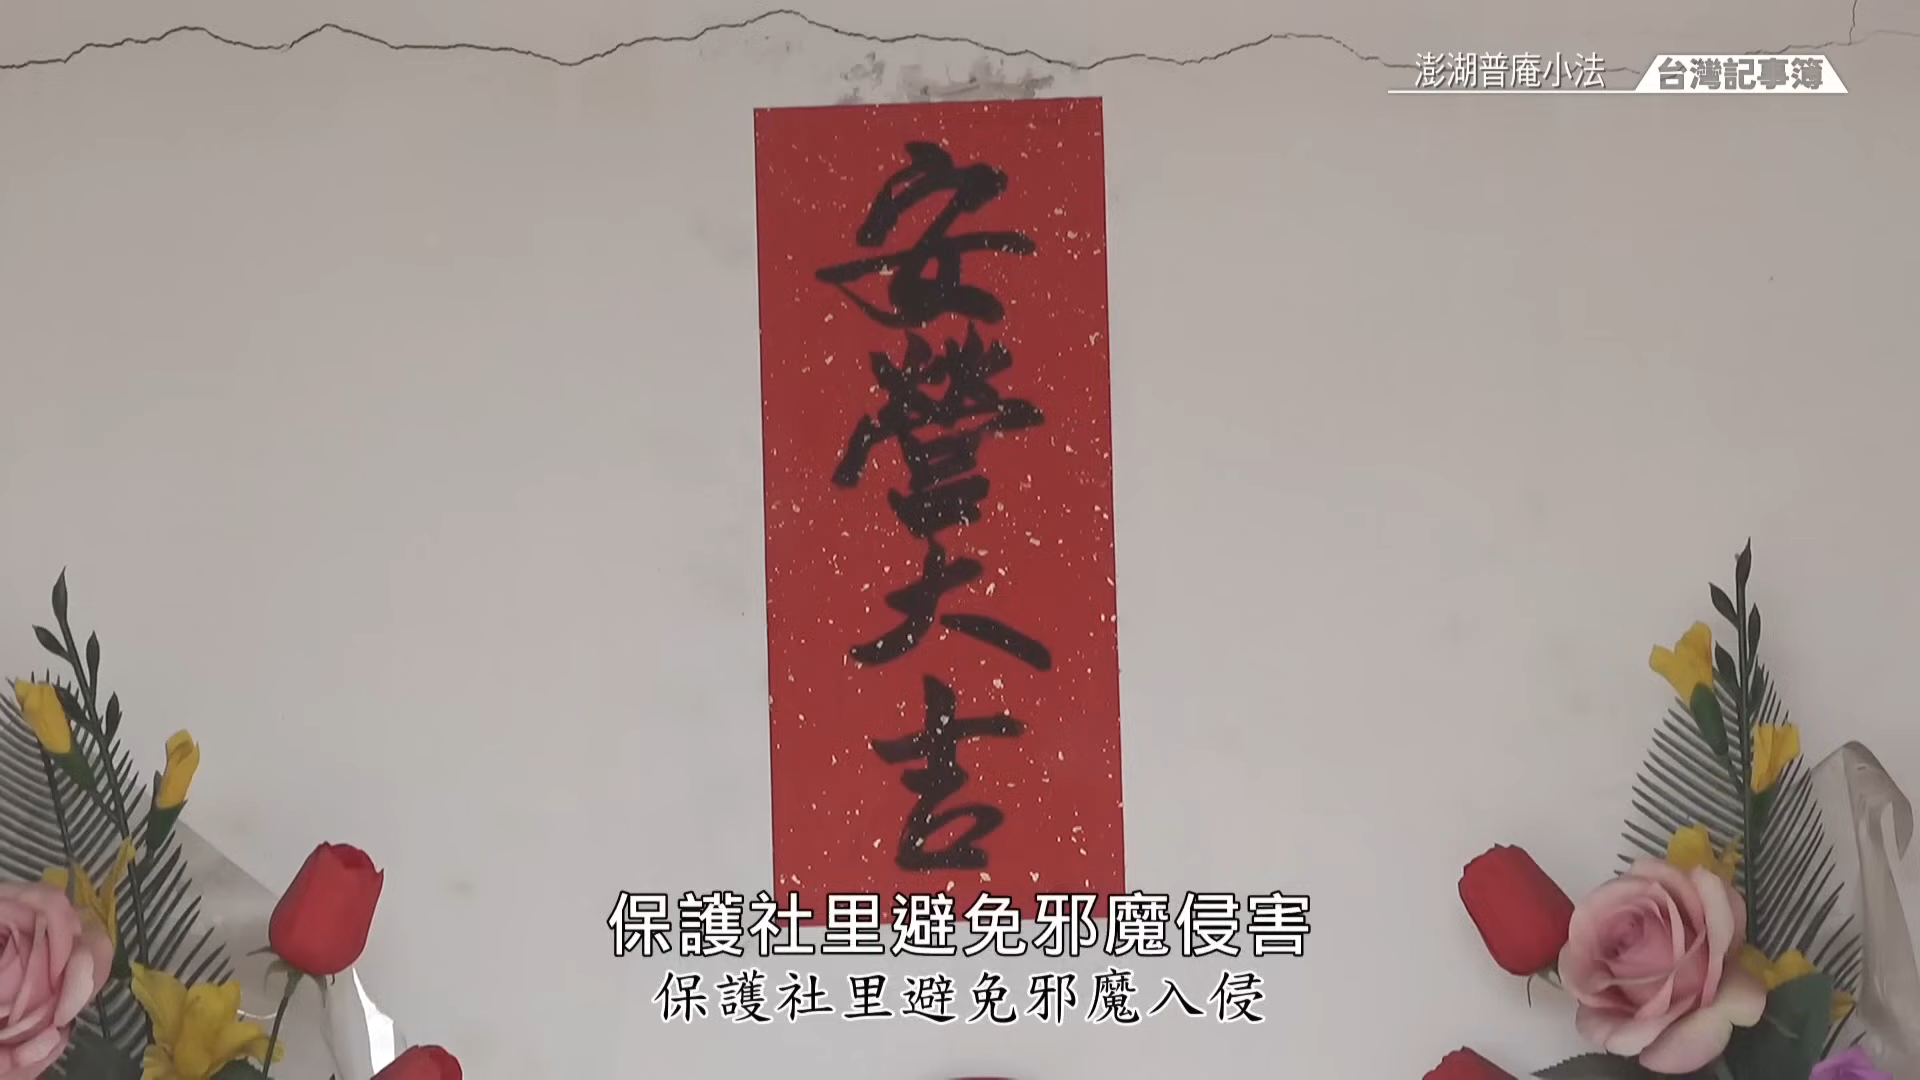 澎湖普庵小法
台灣記事簿
安營大吉
保護社里避免邪魔侵害
保護社里避免邪魔入侵